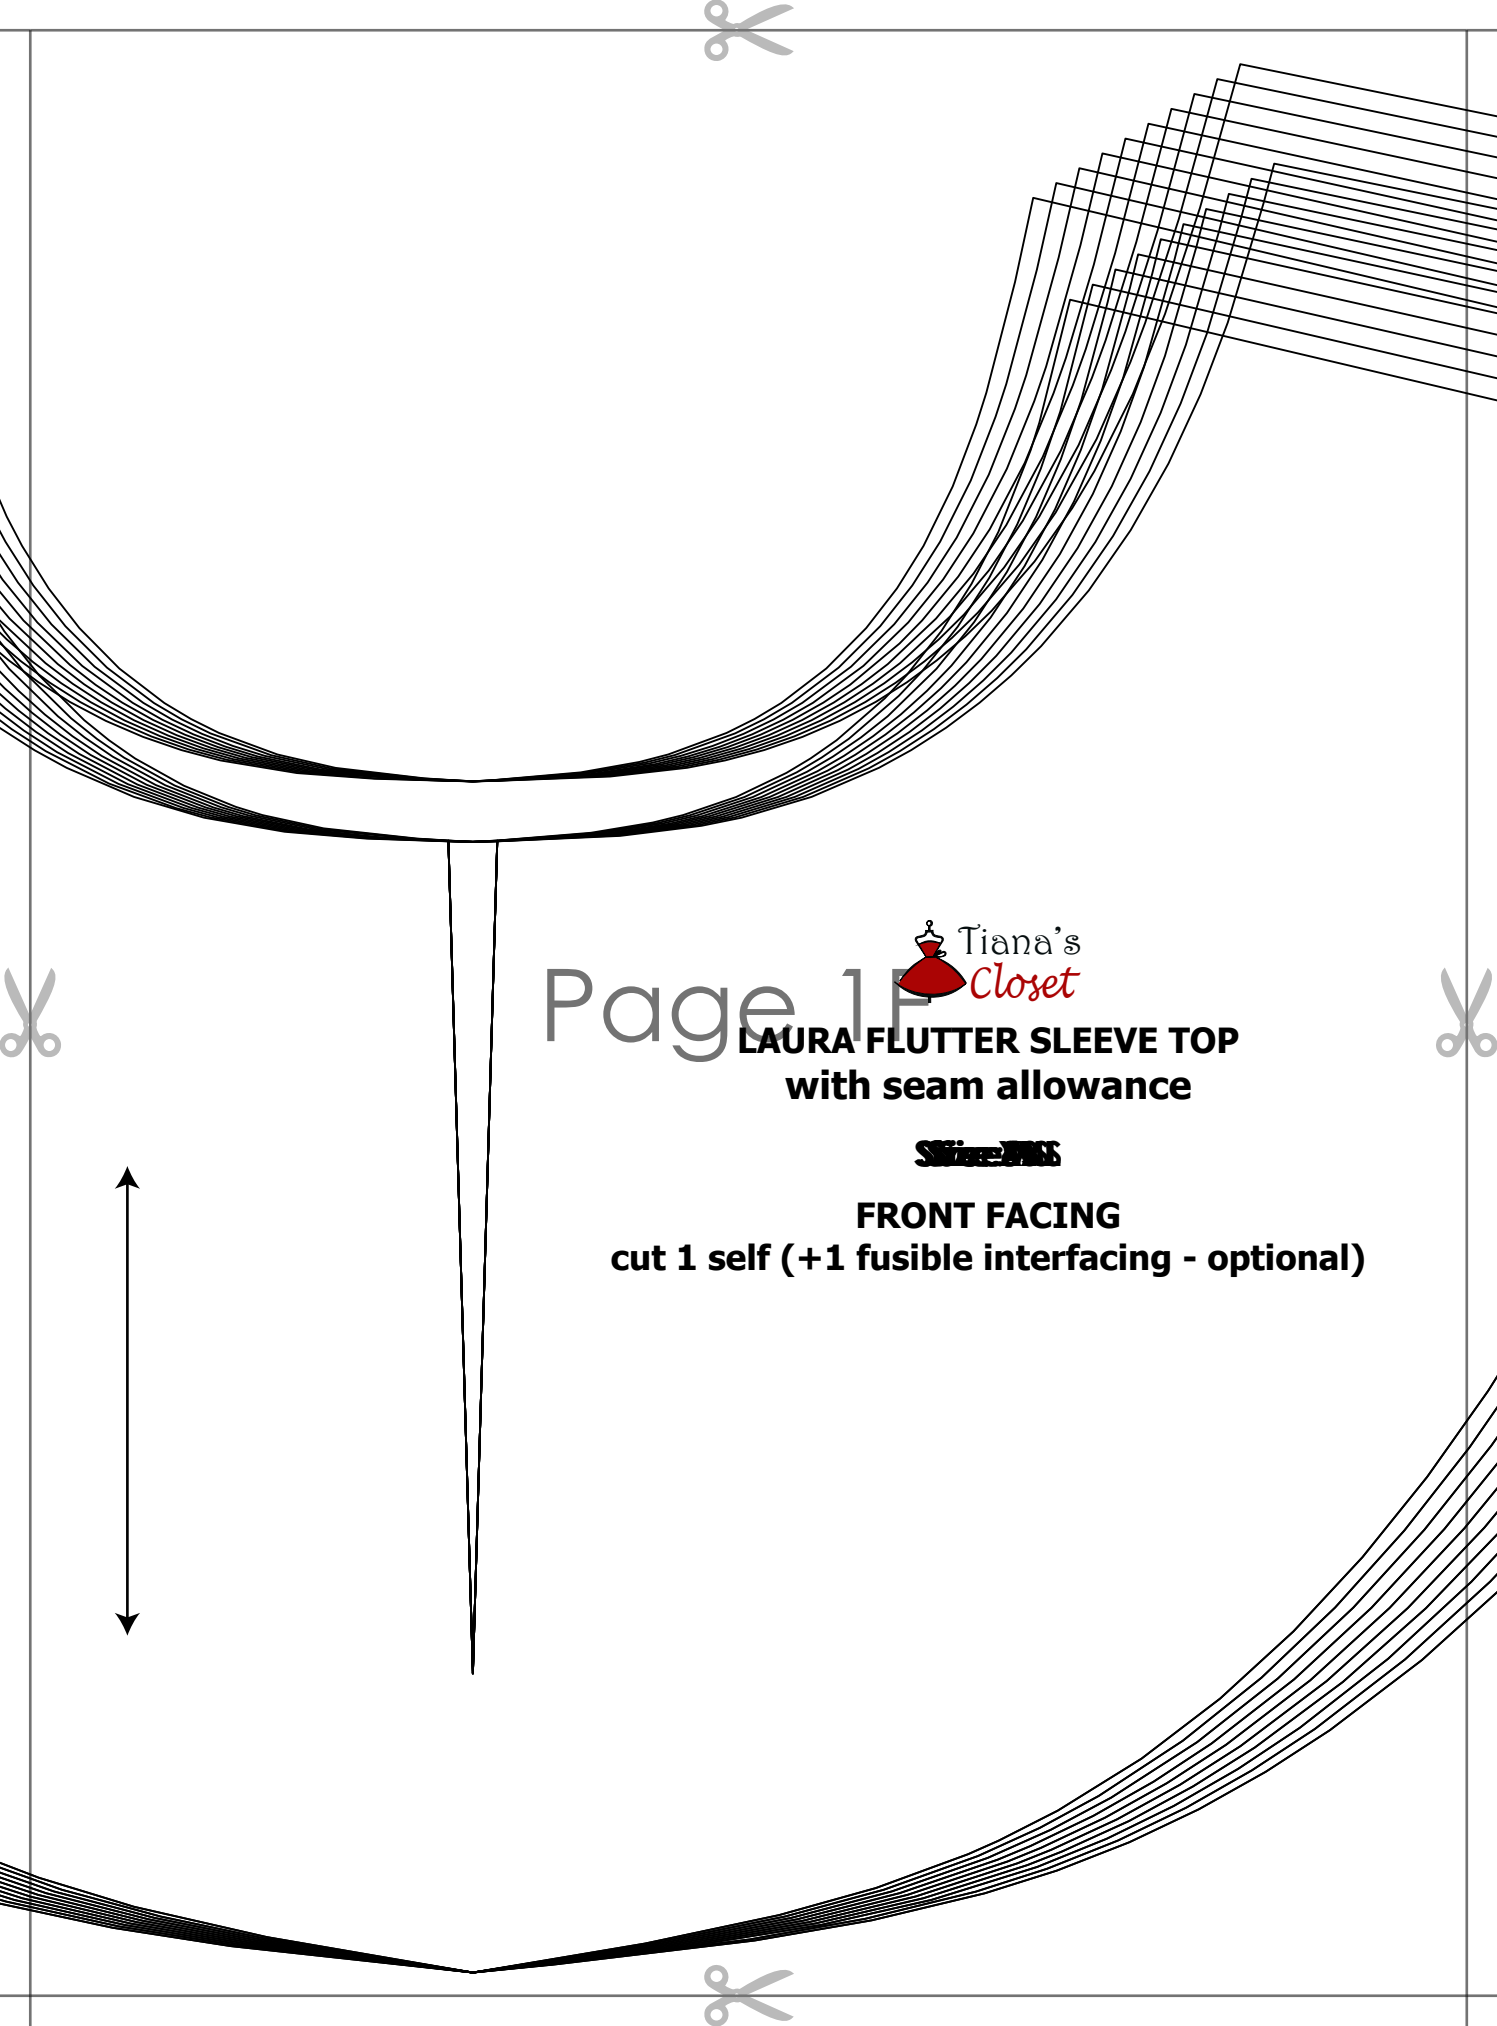 Tiana's
Closet
Page 1F
LAURA FLUTTER SLEEVE TOP
with seam allowance
FRONT FACING
cut 1 self (+1 fusible interfacing - optional)